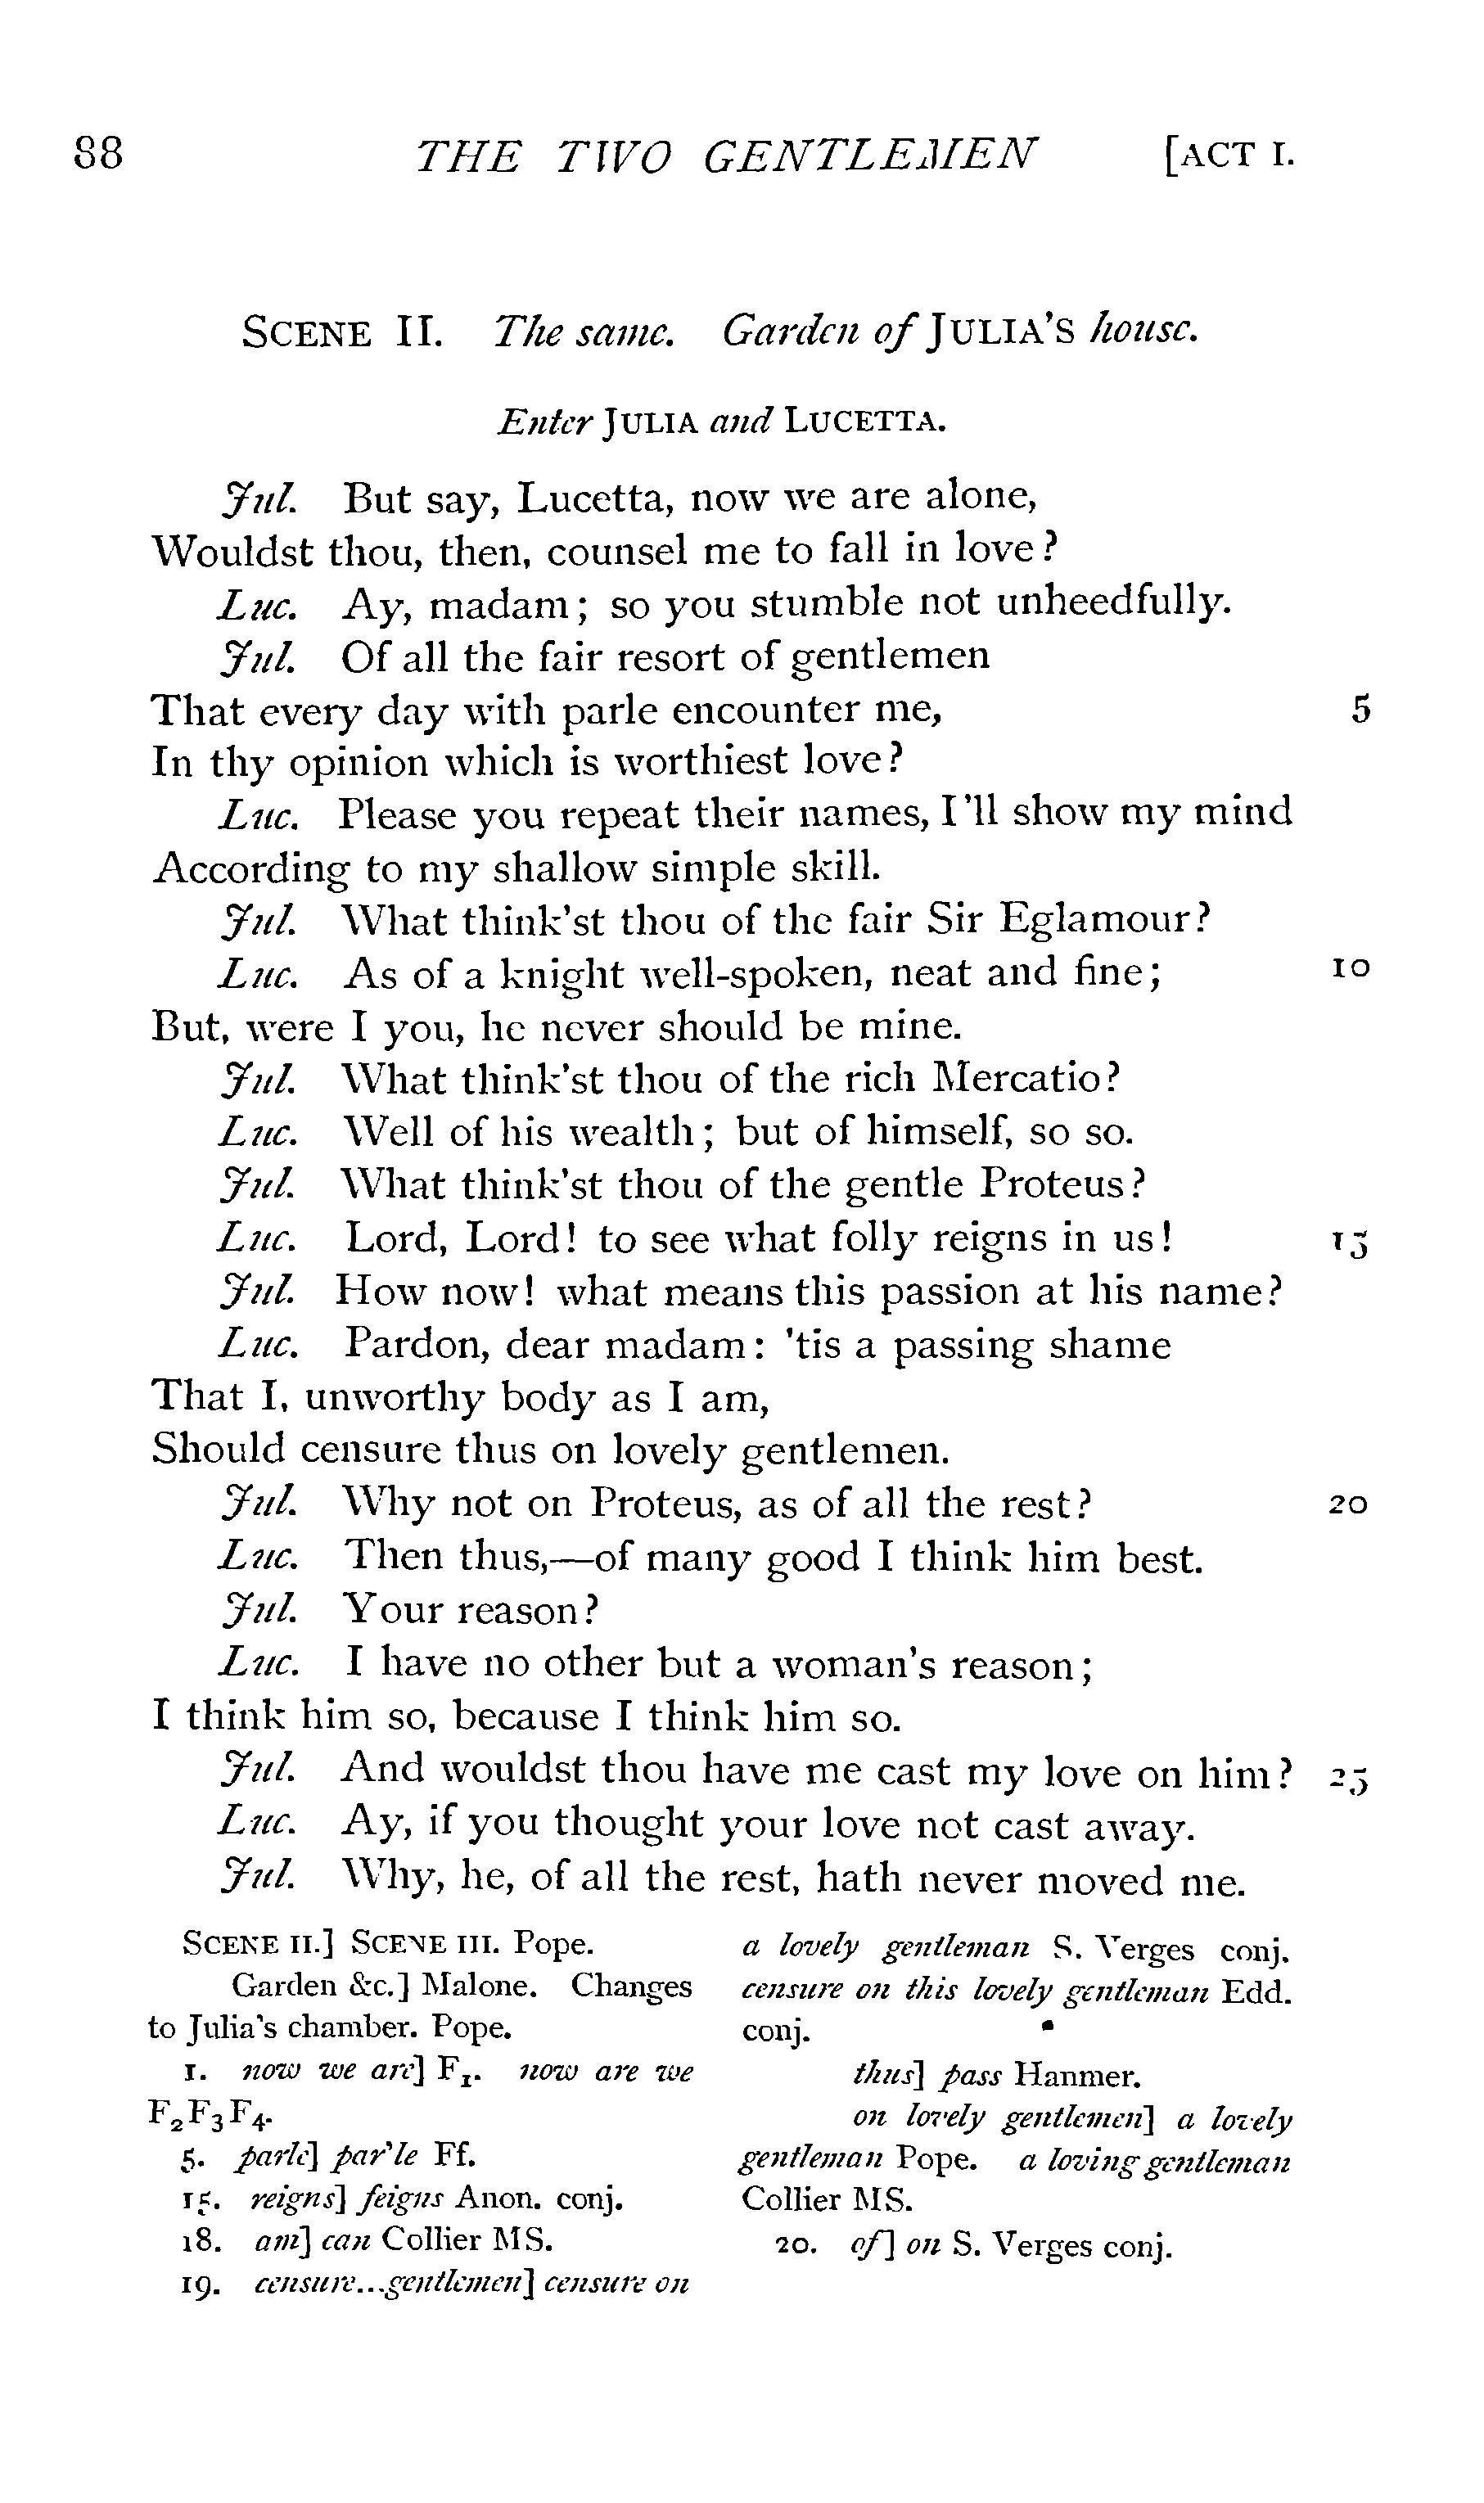 88 THE TWO GENTLEMEN [ACT I.
SCENE II. The same. Garden of JULIA'S house.
Enter JULIA and LUCETTA.
Jul. But say, Lucetta, now we are alone,
Wouldst thou, then, counsel me to fall in love?
Luc. Ay, madam; so you stumble not unheedfully.
Jul. Of all the fair resort of gentlemen
That every day with parle encounter me, 5
In thy opinion which is worthiest love?
Luc. Please you repeat their names, I'll show my mind
According to my shallow simple skill.
Jul. What think'st thou of the fair Sir Eglamour?
Luc. As of a knight well-spoken, neat and fine; 10
But, were I you, he never should be mine.
Jul. What think'st thou of the rich Mercatio?
Luc. Well of his wealth; but of himself, so so.
Jul. What think'st thou of the gentle Proteus?
Luc. Lord, Lord! to see what folly reigns in us! 15
Jul. How now! what means this passion at his name?
Luc. Pardon, dear madam: 'tis a passing shame
That I, unworthy body as I am,
Should censure thus on lovely gentlemen.
Jul. Why not on Proteus, as of all the rest? 20
Luc. Then thus,—of many good I think him best.
Jul. Your reason?
Luc. I have no other but a woman's reason;
I think him so, because I think him so.
Jul. And wouldst thou have me cast my love on him? 25
Luc. Ay, if you thought your love not cast away.
Jul. Why, he, of all the rest, hath never moved me.
SCENE II.] SCENE III. Pope.
Garden &c.] Malone. Changes
to Julia's chamber. Pope.
1. now we are] F1. now are we
F2F3F4.
5. parle] par'le Ff.
15. reigns] feigns Anon. conj.
18. am] can Collier MS.
19. censure...gentlemen] censure on
a lovely gentleman S. Verges conj.
censure on this lovely gentleman Edd.
conj.
thus] pass Hanmer.
on lovely gentlemen] a lovely
gentleman Pope. a loving gentleman
Collier MS.
20. of] on S. Verges conj.